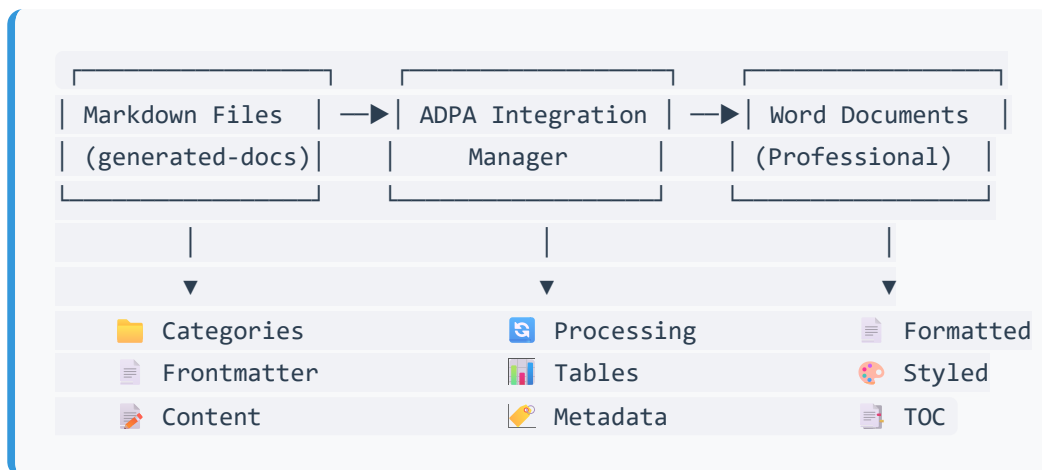 Markdown Files ──▶ ADPA Integration ──▶ Word Documents
(generated-docs) Manager (Professional)
📁 Categories 🔄 Processing 📄 Formatted
📄 Frontmatter 📊 Tables 🎨 Styled
📝 Content 🏷️ Metadata 📑 TOC